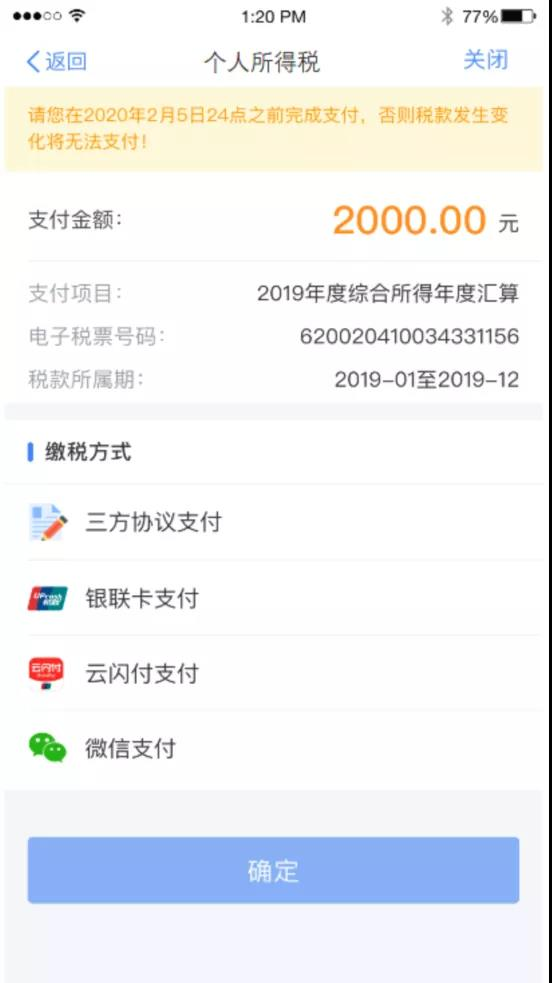 1:20 PM
77%
返回
个人所得税
关闭
请您在2020年2月5日24点之前完成支付，否则税款发生变
化将无法支付！
支付金额：
2000.00 元
支付项目：
2019年度综合所得年度汇算
电子税票号码：
620020410034331156
税款所属期：
2019-01至2019-12
缴税方式
三方协议支付
银联卡支付
云闪付
云闪付支付
微信支付
确定